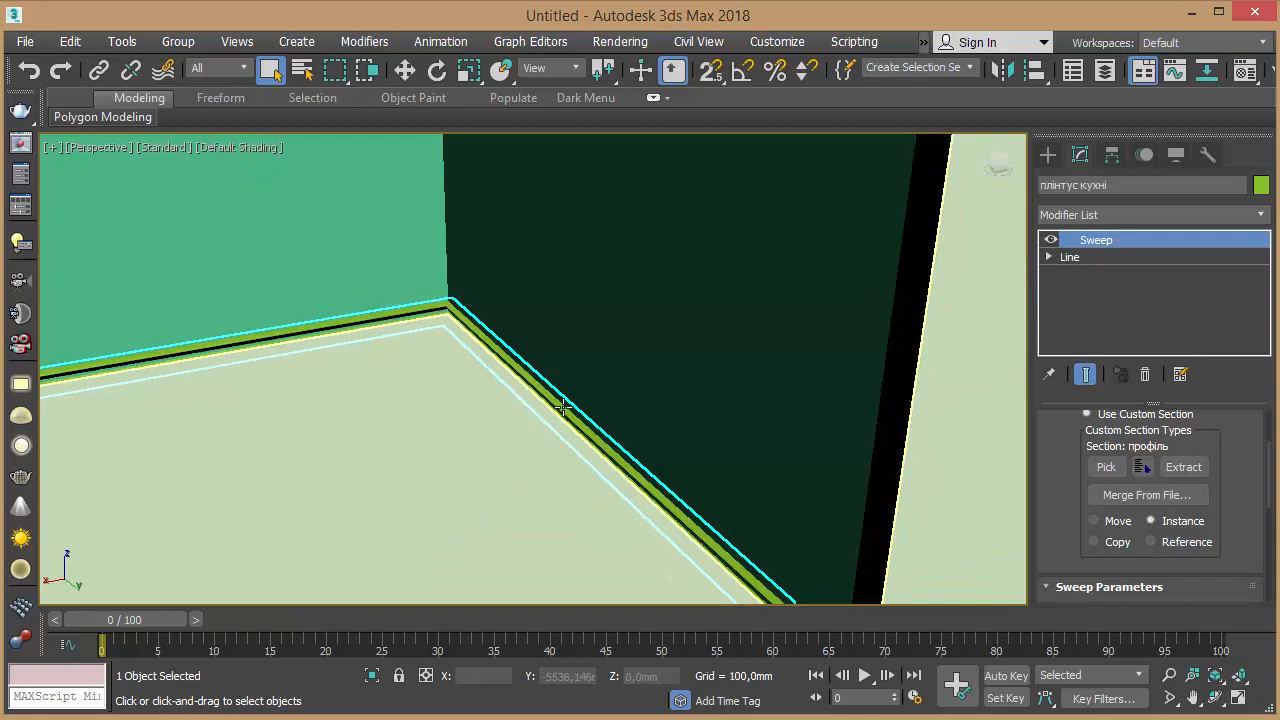 Untitled - Autodesk 3ds Max 2018
File Edit Tools Group Views Create Modifiers Animation Graph Editors Rendering Civil View Customize Scripting » Sign In Workspaces: Default
All View Create Selection Se
Modeling Freeform Selection Object Paint Populate Dark Menu
Polygon Modeling
[+] [Perspective ] [Standard ] [Default Shading ]
плінтус кухні
Modifier List
Sweep
Line
Use Custom Section
Custom Section Types
Section: профіль
Pick Extract
Merge From File...
Move Instance
Copy Reference
Sweep Parameters
z
x y
< 0 / 100 >
0 5 10 15 20 25 30 35 40 45 50 55 60 65 70 75 80 85 90 95 100
1 Object Selected X: Y: -5536,146r Z: 0,0mm Grid = 100,0mm Auto Key Selected
MAXScript Mi Click or click-and-drag to select objects Add Time Tag 0 Set Key Key Filters...